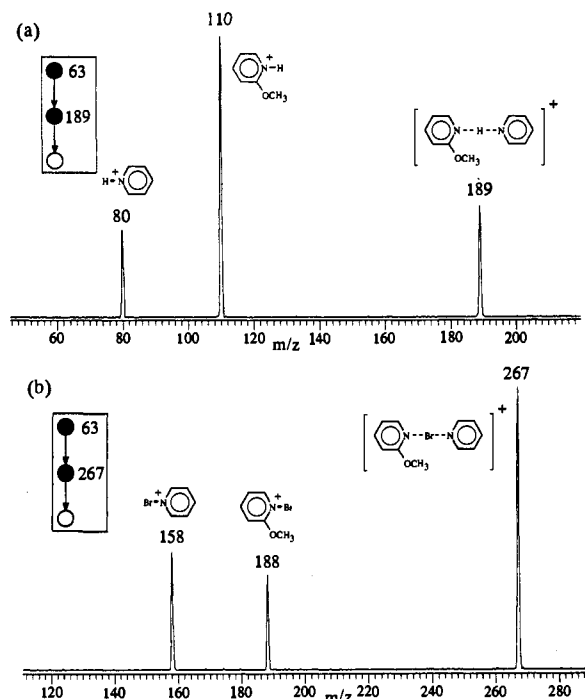 (a)
110
63
189
+
N-H
OCH₃
+
H-N
80
[ N---H---N ]⁺
OCH₃
189
60 80 100 120 140 160 180 200
m/z
(b)
267
63
267
+
Br-N
158
+
N-Br
OCH₃
188
[ N---Br---N ]⁺
OCH₃
120 140 160 180 200 220 240 260 280
m/z